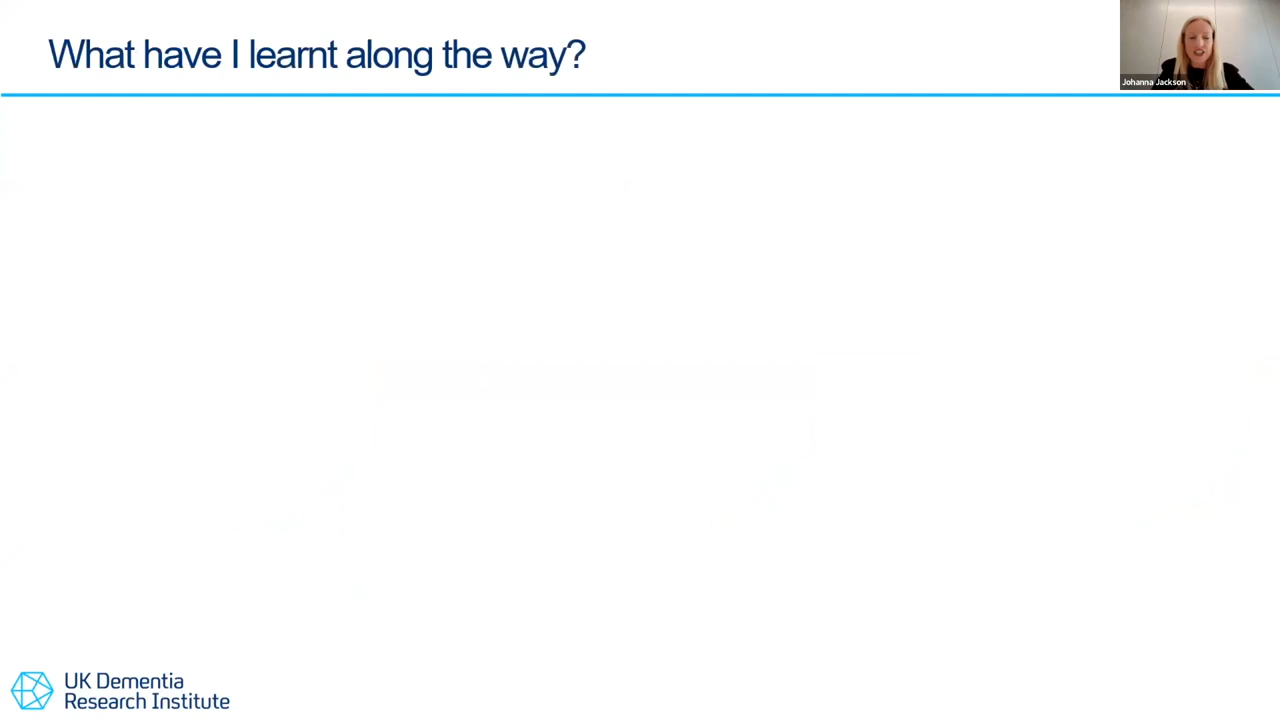 What have I learnt along the way?
Johanna Jackson
UK Dementia
Research Institute